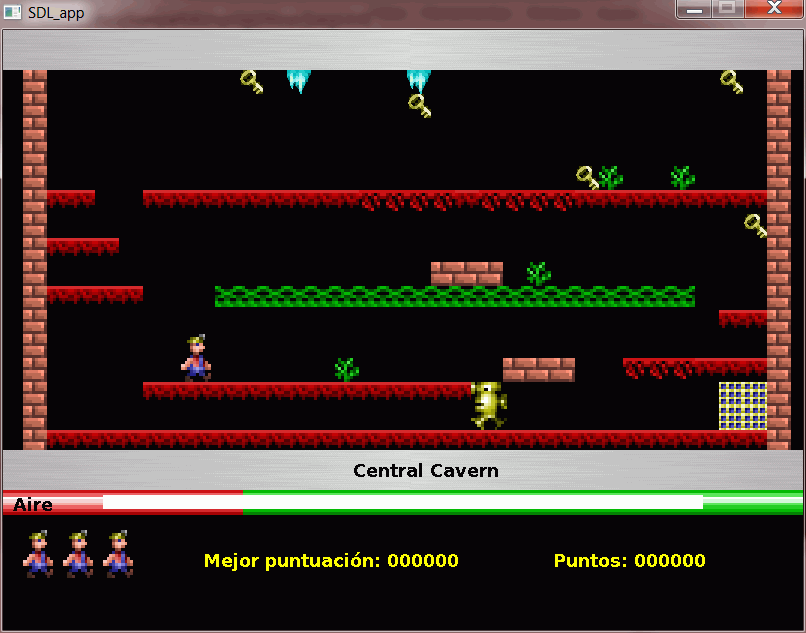 SDL_app
Central Cavern
Aire
Mejor puntuación: 000000
Puntos: 000000